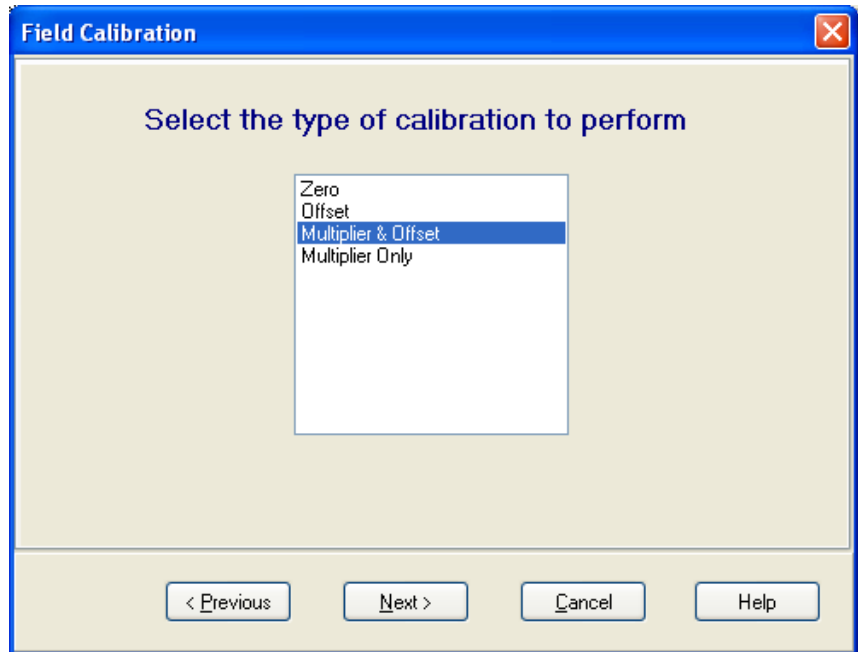 Field Calibration
Select the type of calibration to perform
Zero
Offset
Multiplier & Offset
Multiplier Only
< Previous Next > Cancel Help